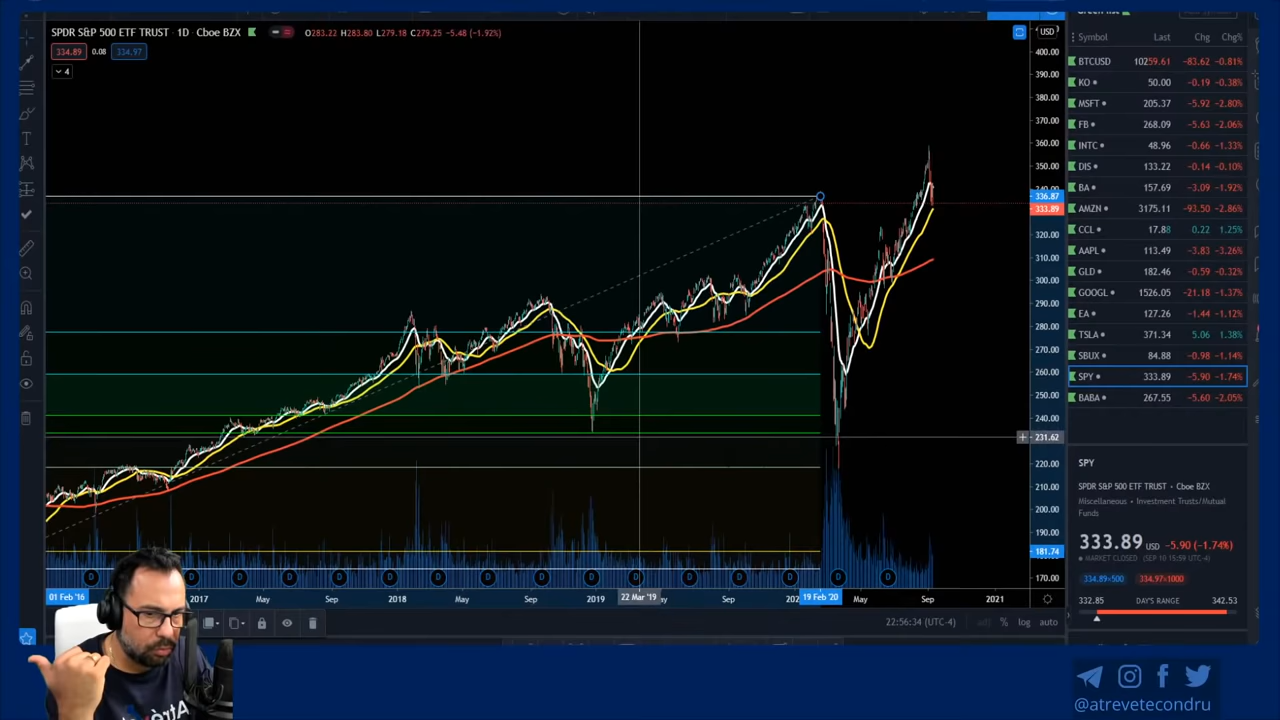 SPDR S&P 500 ETF TRUST · 1D · Cboe BZX
O283.22 H283.80 L279.18 C279.25 −5.48 (−1.92%)
334.89 0.08 334.97
4
USD
400.00
390.00
380.00
370.00
360.00
350.00
340.00
336.87
333.89
320.00
310.00
300.00
290.00
280.00
270.00
260.00
250.00
240.00
231.62
220.00
210.00
200.00
190.00
181.74
170.00
D D D D D D D D D D D D D
01 Feb '16 2017 May Sep 2018 May Sep 2019 22 Mar '19 Sep 19 Feb '20 May Sep 2021
22:56:34 (UTC-4) adj % log auto
Symbol Last Chg Chg%
BTCUSD 10259.61 −83.62 −0.81%
KO 50.00 −0.19 −0.38%
MSFT 205.37 −5.92 −2.80%
FB 268.09 −5.63 −2.06%
INTC 48.96 −0.66 −1.33%
DIS 133.22 −0.14 −0.10%
BA 157.69 −3.09 −1.92%
AMZN 3175.11 −93.50 −2.86%
CCL 17.88 0.22 1.25%
AAPL 113.49 −3.83 −3.26%
GLD 182.46 −0.59 −0.32%
GOOGL 1526.05 −21.18 −1.37%
EA 127.26 −1.44 −1.12%
TSLA 371.34 5.06 1.38%
SBUX 84.88 −0.98 −1.14%
SPY 333.89 −5.90 −1.74%
BABA 267.55 −5.60 −2.05%
SPY
SPDR S&P 500 ETF TRUST • Cboe BZX
Miscellaneous • Investment Trusts/Mutual
Funds
333.89 USD −5.90 (−1.74%)
MARKET CLOSED (SEP 10 15:59 UTC-4)
334.89×500 334.97×1000
332.85 DAY'S RANGE 342.53
@atrevetecondru